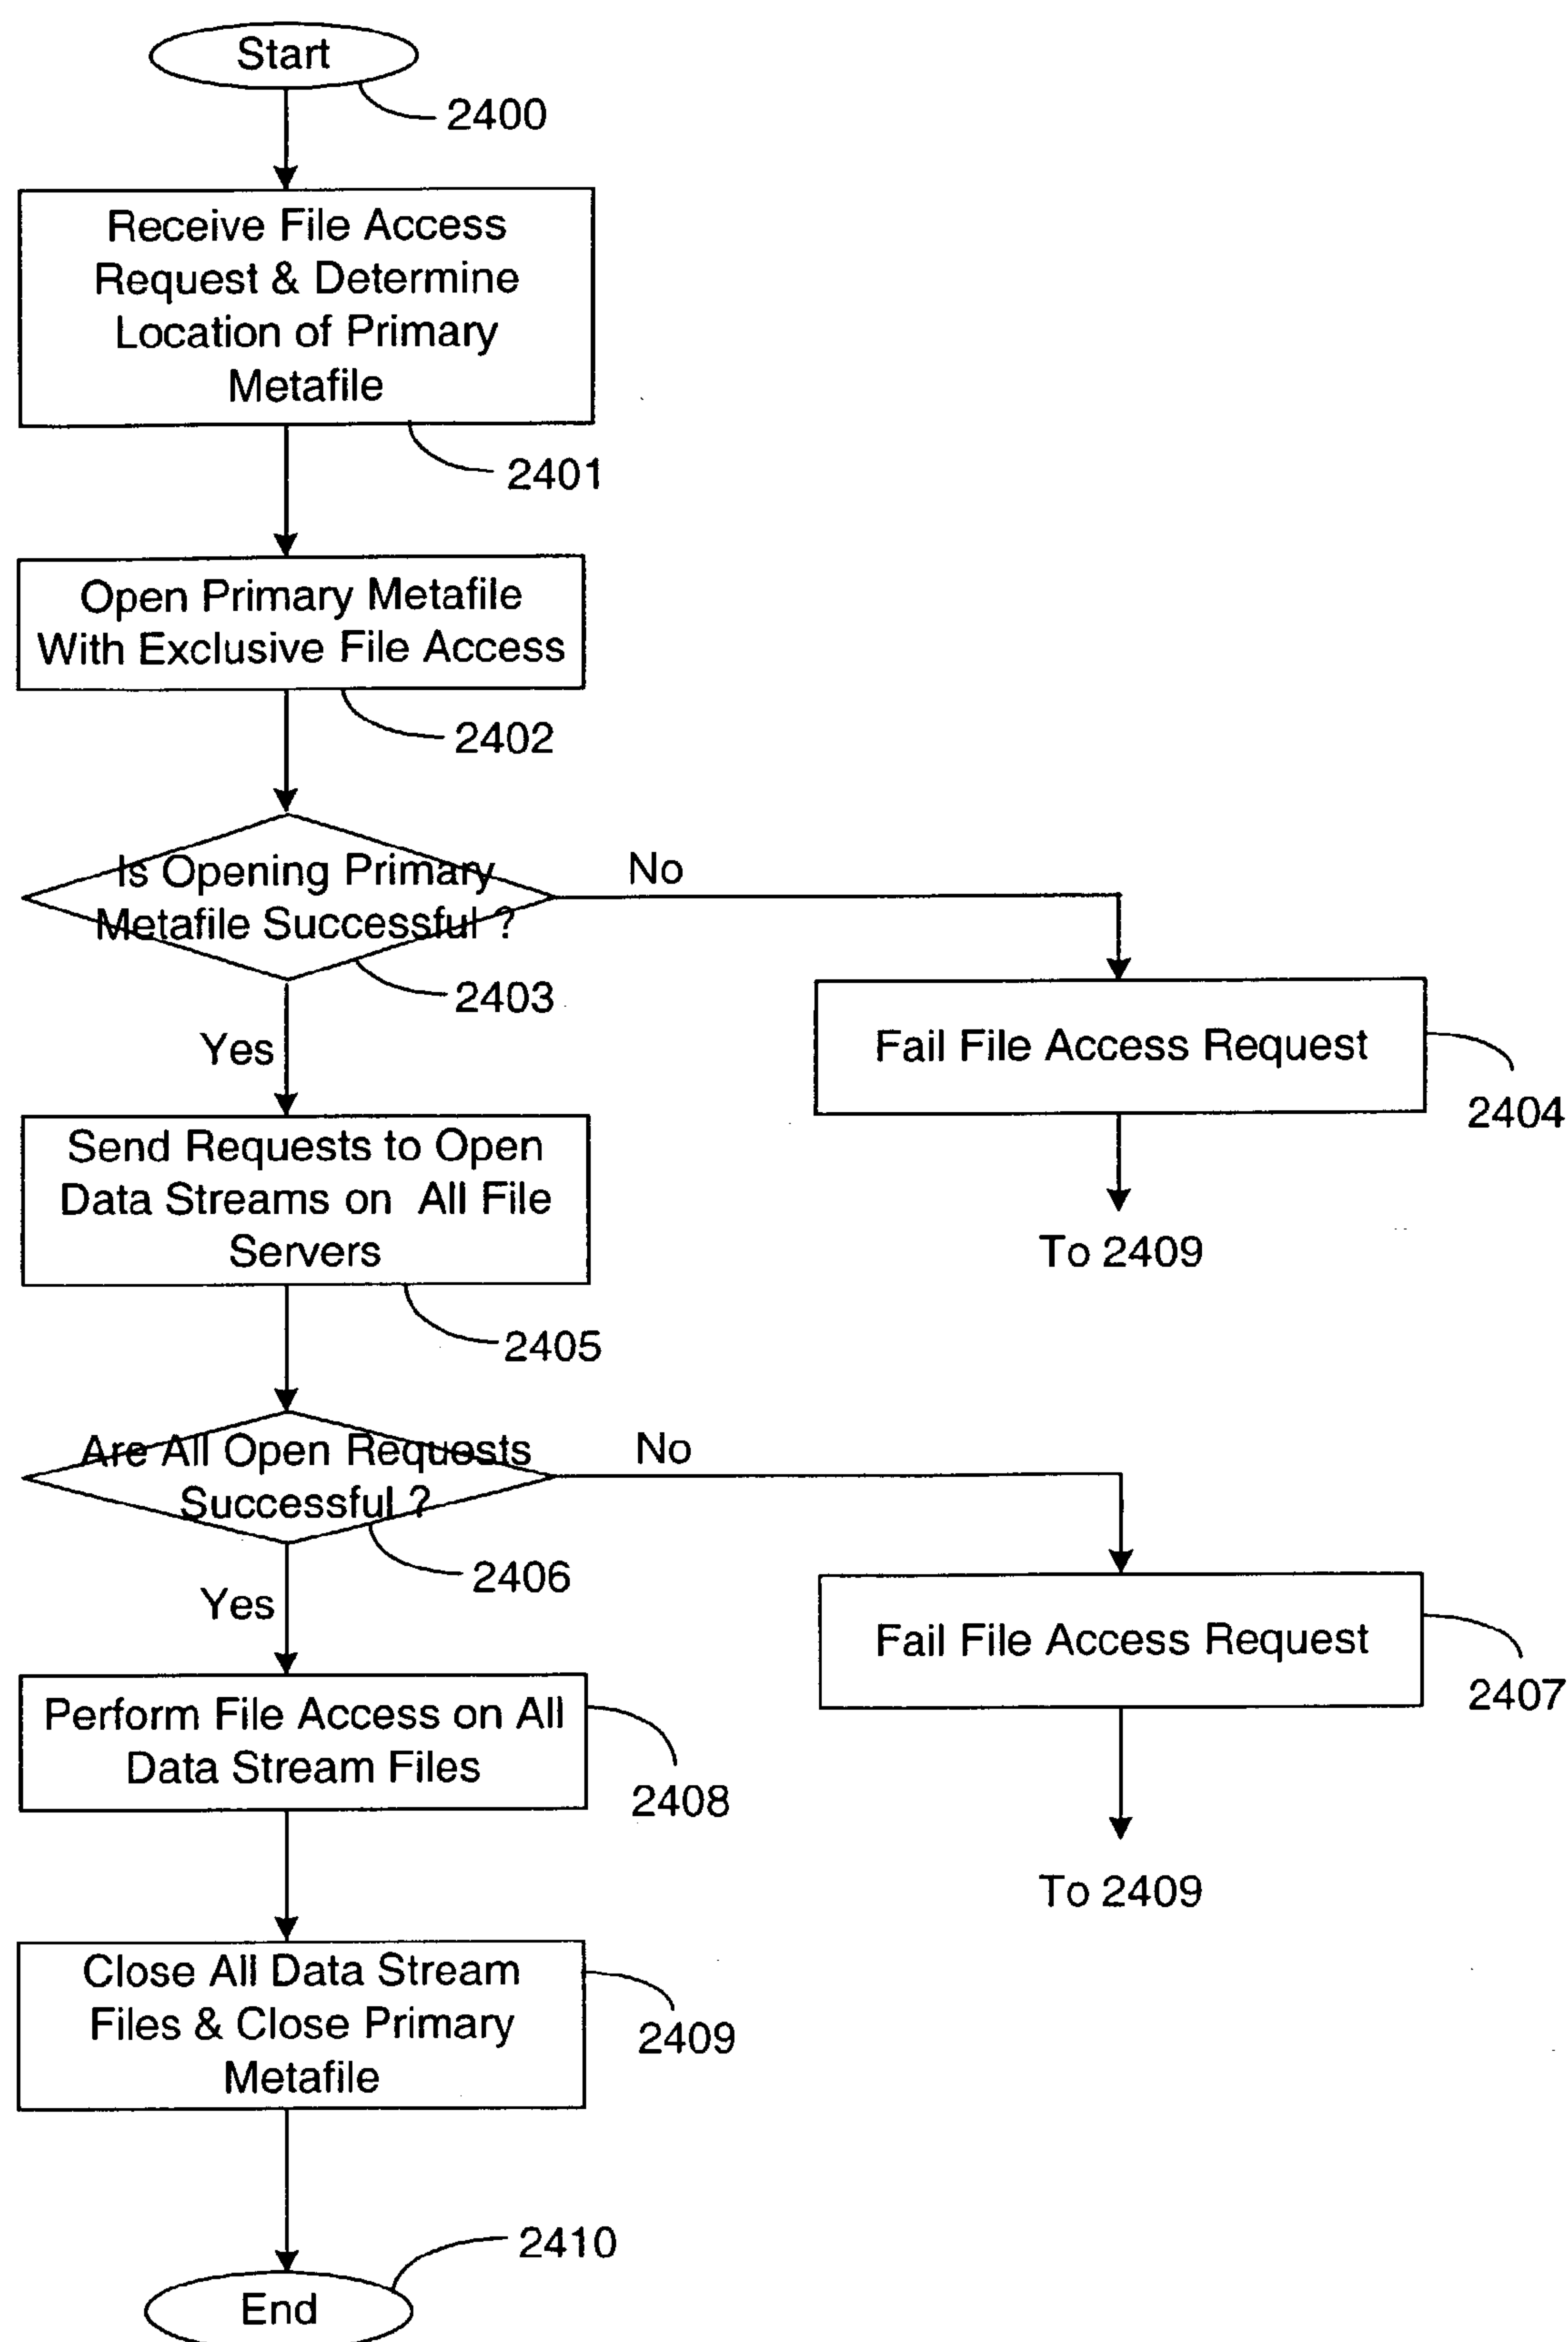 Start
2400
Receive File Access
Request & Determine
Location of Primary
Metafile
2401
Open Primary Metafile
With Exclusive File Access
2402
Is Opening Primary
Metafile Successful ?
No
2403
Yes
Fail File Access Request
2404
To 2409
Send Requests to Open
Data Streams on All File
Servers
2405
Are All Open Requests
Successful ?
No
2406
Yes
Fail File Access Request
2407
To 2409
Perform File Access on All
Data Stream Files
2408
Close All Data Stream
Files & Close Primary
Metafile
2409
2410
End